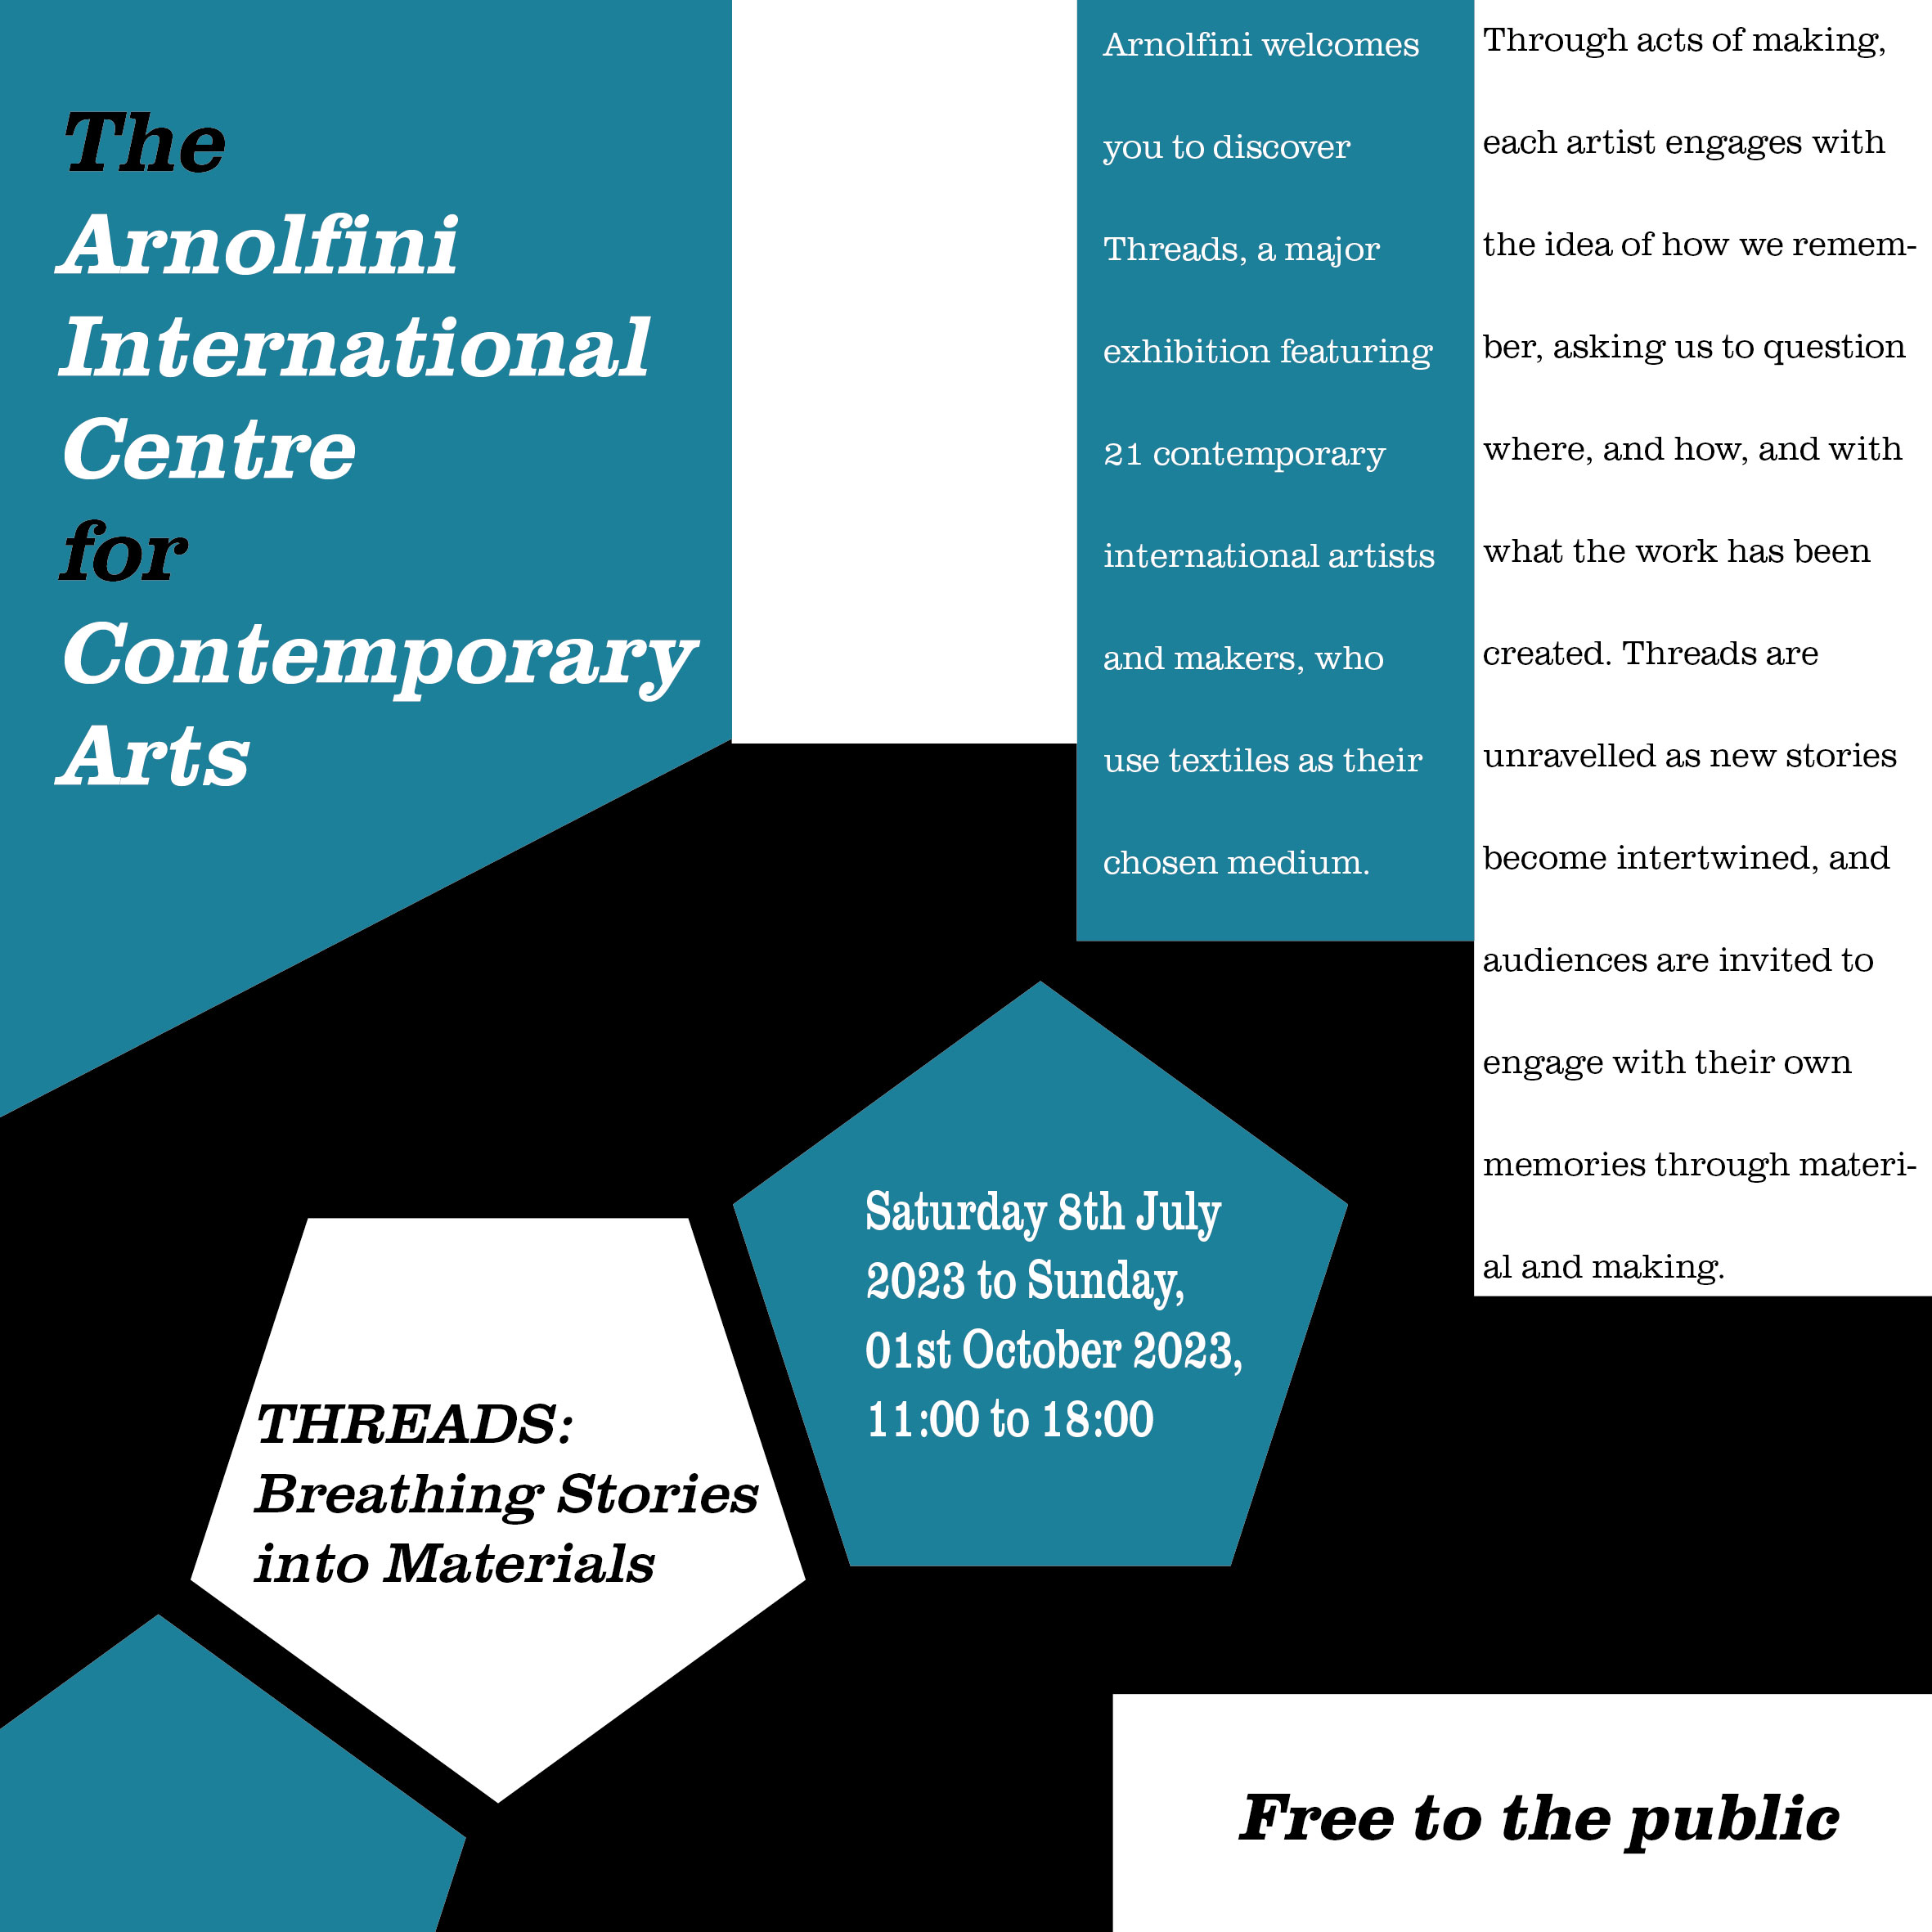 The
Arnolfini
International
Centre
for
Contemporary
Arts
Arnolfini welcomes
you to discover
Threads, a major
exhibition featuring
21 contemporary
international artists
and makers, who
use textiles as their
chosen medium.
Through acts of making,
each artist engages with
the idea of how we remem-
ber, asking us to question
where, and how, and with
what the work has been
created. Threads are
unravelled as new stories
become intertwined, and
audiences are invited to
engage with their own
memories through materi-
al and making.
Saturday 8th July
2023 to Sunday,
01st October 2023,
11:00 to 18:00
THREADS:
Breathing Stories
into Materials
Free to the public